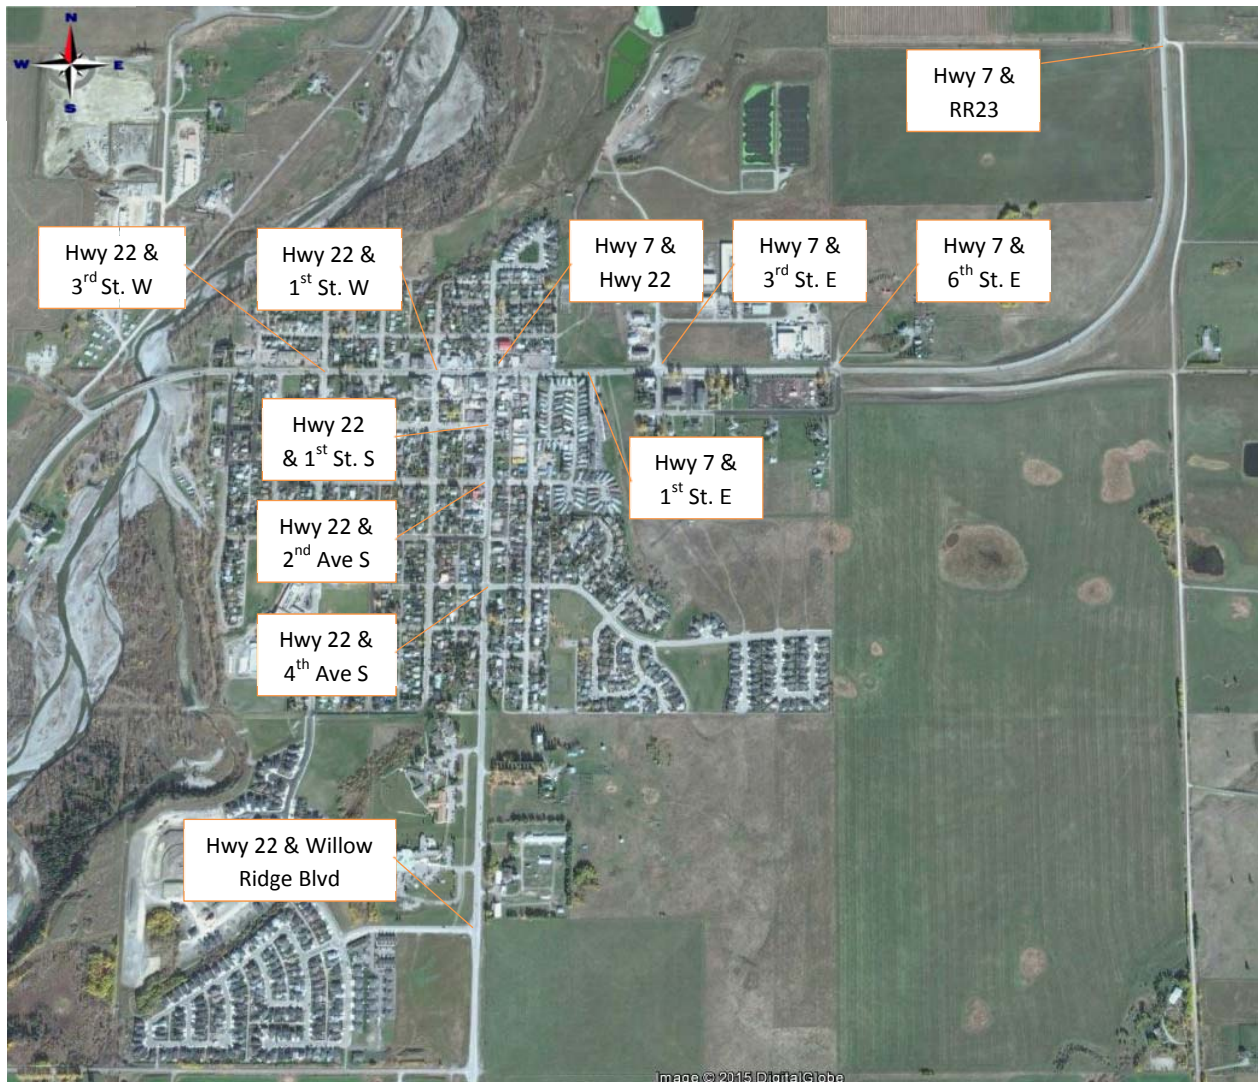 N
W E
S
Hwy 7 &
RR23
Hwy 22 &
3rd St. W
Hwy 22 &
1st St. W
Hwy 7 &
Hwy 22
Hwy 7 &
3rd St. E
Hwy 7 &
6th St. E
Hwy 22
& 1st St. S
Hwy 7 &
1st St. E
Hwy 22 &
2nd Ave S
Hwy 22 &
4th Ave S
Hwy 22 & Willow
Ridge Blvd
Image © 2015 DigitalGlobe